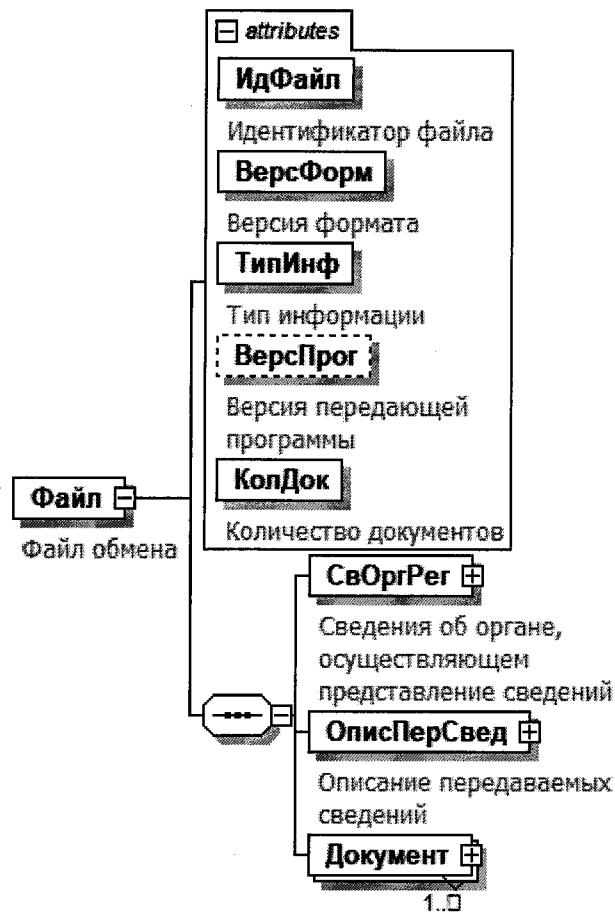 attributes
ИдФайл
Идентификатор файла
ВерсФорм
Версия формата
ТипИнф
Тип информации
ВерсПрог
Версия передающей
программы
КолДок
Количество документов
Файл
Файл обмена
СвОргРег
Сведения об органе,
осуществляющем
представление сведений
ОписПерСвед
Описание передаваемых
сведений
Документ
1..